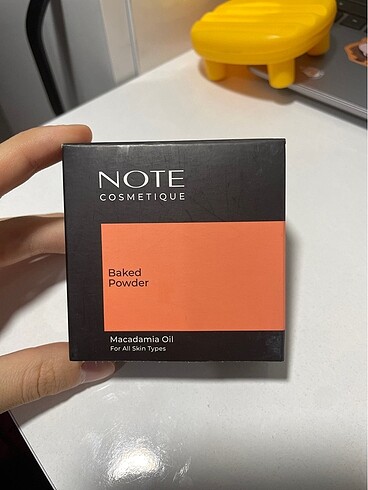 NOTE
COSMETIQUE
Baked
Powder
Macadamia Oil
For All Skin Types